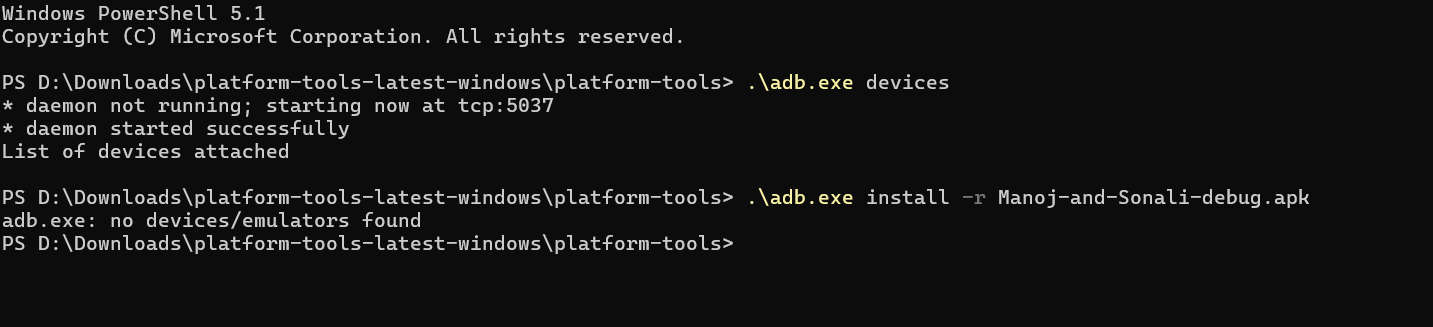 Windows PowerShell 5.1
Copyright (C) Microsoft Corporation. All rights reserved.
PS D:\Downloads\platform-tools-latest-windows\platform-tools> .\adb.exe devices
* daemon not running; starting now at tcp:5037
* daemon started successfully
List of devices attached
PS D:\Downloads\platform-tools-latest-windows\platform-tools> .\adb.exe install -r Manoj-and-Sonali-debug.apk
adb.exe: no devices/emulators found
PS D:\Downloads\platform-tools-latest-windows\platform-tools>